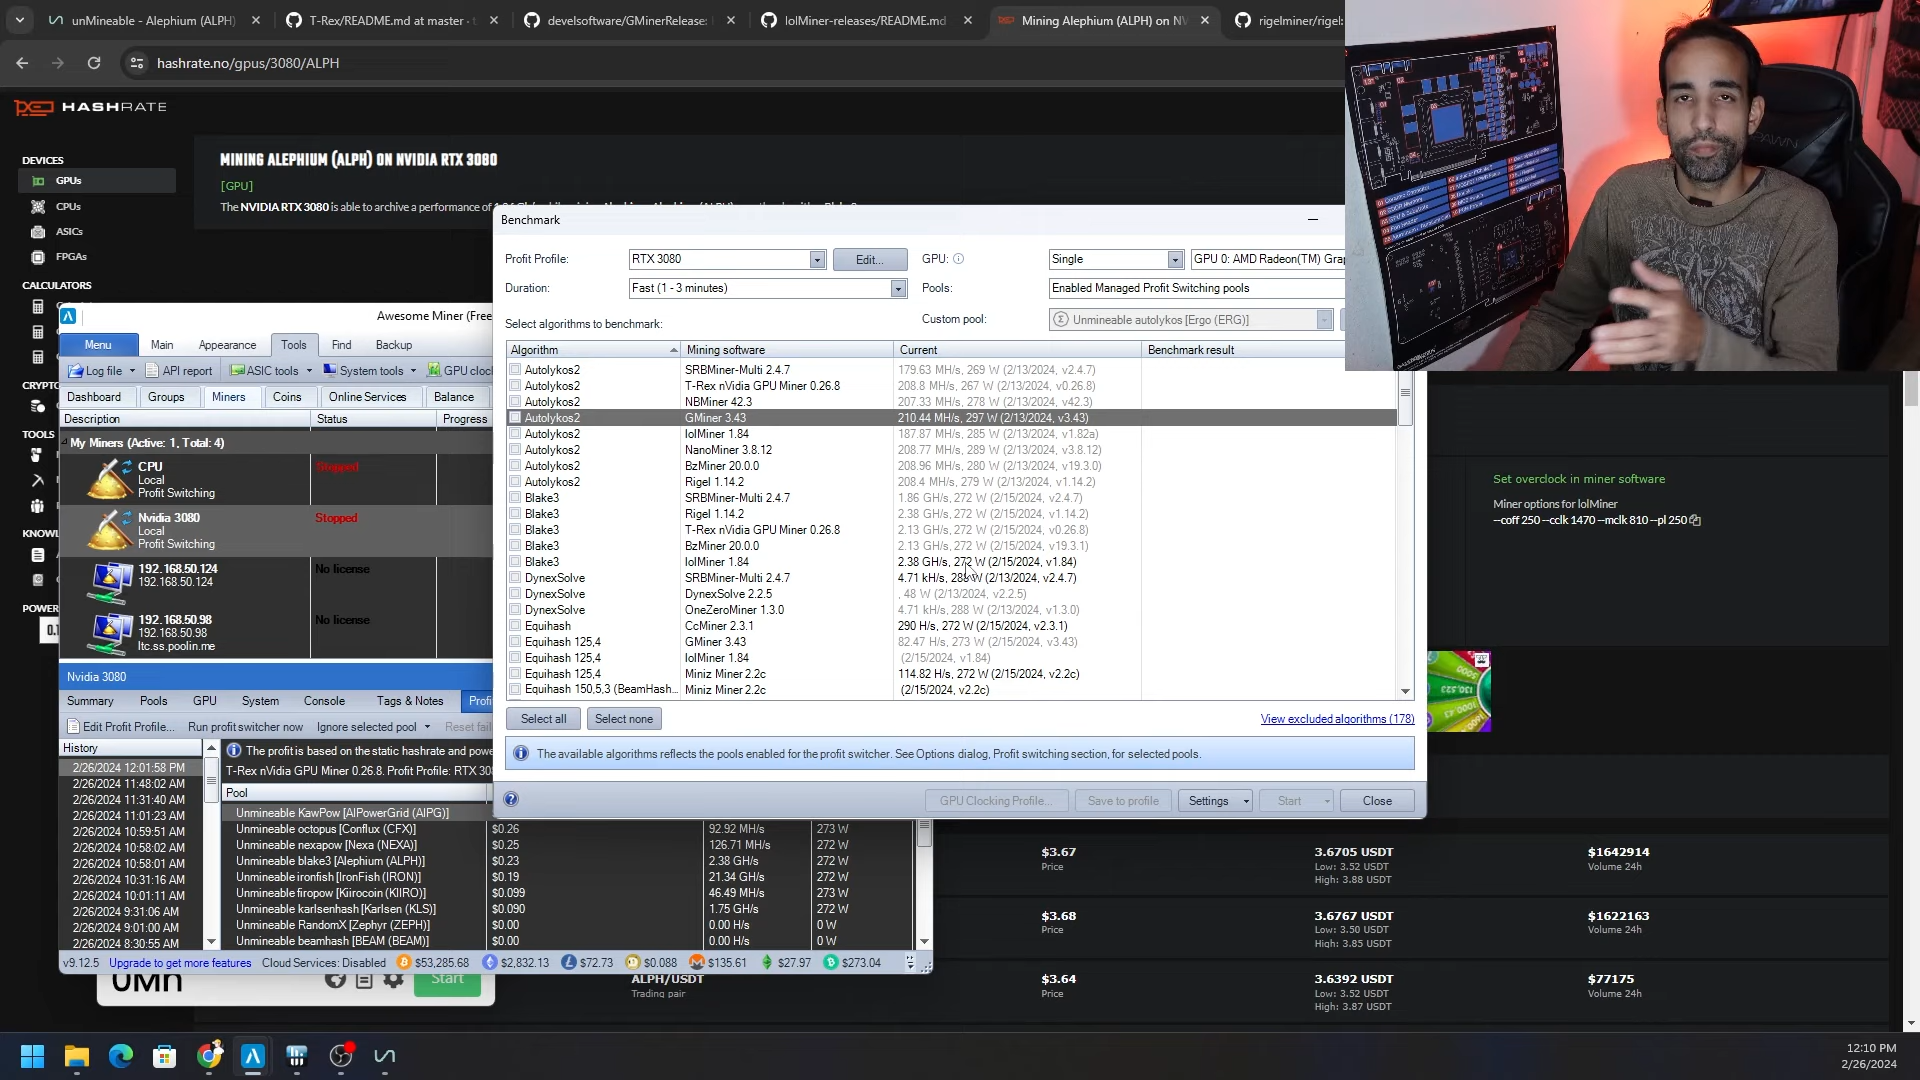 unMineable - Alephium (ALPH)
T-Rex/README.md at master ·
develsoftware/GMinerRelease:
lolMiner-releases/README.md
Mining Alephium (ALPH) on NV
rigelminer/rigel:
hashrate.no/gpus/3080/ALPH
HASHRATE
DEVICES
GPUs
CPUs
ASICs
FPGAs
CALCULATORS
TOOLS
MINING ALEPHIUM (ALPH) ON NVIDIA RTX 3080
[GPU]
The NVIDIA RTX 3080 is able to archive a performance of
Benchmark
Profit Profile:
RTX 3080
Edit...
GPU:
Single
GPU 0: AMD Radeon(TM) Grap
Duration:
Fast (1 - 3 minutes)
Pools:
Enabled Managed Profit Switching pools
Custom pool:
Unmineable autolykos [Ergo (ERG)]
Select algorithms to benchmark:
Algorithm Mining software Current Benchmark result
Autolykos2 SRBMiner-Multi 2.4.7 179.63 MH/s, 269 W (2/13/2024, v2.4.7)
Autolykos2 T-Rex nVidia GPU Miner 0.26.8 208.8 MH/s, 267 W (2/13/2024, v0.26.8)
Autolykos2 NBMiner 42.3 207.33 MH/s, 278 W (2/13/2024, v42.3)
Autolykos2 GMiner 3.43 210.44 MH/s, 297 W (2/13/2024, v3.43)
Autolykos2 lolMiner 1.84 187.87 MH/s, 285 W (2/13/2024, v1.82a)
Autolykos2 NanoMiner 3.8.12 208.77 MH/s, 289 W (2/13/2024, v3.8.12)
Autolykos2 BzMiner 20.0.0 208.96 MH/s, 280 W (2/13/2024, v19.3.0)
Autolykos2 Rigel 1.14.2 208.4 MH/s, 279 W (2/13/2024, v1.14.2)
Blake3 SRBMiner-Multi 2.4.7 1.86 GH/s, 272 W (2/15/2024, v2.4.7)
Blake3 Rigel 1.14.2 2.38 GH/s, 272 W (2/15/2024, v1.14.2)
Blake3 T-Rex nVidia GPU Miner 0.26.8 2.13 GH/s, 272 W (2/15/2024, v0.26.8)
Blake3 BzMiner 20.0.0 2.13 GH/s, 272 W (2/15/2024, v19.3.1)
Blake3 lolMiner 1.84 2.38 GH/s, 272 W (2/15/2024, v1.84)
DynexSolve SRBMiner-Multi 2.4.7 4.71 kH/s, 288 W (2/13/2024, v2.4.7)
DynexSolve DynexSolve 2.2.5 , 48 W (2/13/2024, v2.2.5)
DynexSolve OneZeroMiner 1.3.0 4.71 kH/s, 288 W (2/13/2024, v1.3.0)
Equihash CcMiner 2.3.1 290 H/s, 272 W (2/15/2024, v2.3.1)
Equihash 125,4 GMiner 3.43 82.47 H/s, 273 W (2/15/2024, v3.43)
Equihash 125,4 lolMiner 1.84 (2/15/2024, v1.84)
Equihash 125,4 Miniz Miner 2.2c 114.82 H/s, 272 W (2/15/2024, v2.2c)
Equihash 150,5,3 (BeamHash... Miniz Miner 2.2c (2/15/2024, v2.2c)
Select all
Select none
View excluded algorithms (178)
The available algorithms reflects the pools enabled for the profit switcher. See Options dialog, Profit switching section, for selected pools.
GPU Clocking Profile...
Save to profile
Settings
Start
Close
Awesome Miner (Free
Menu Main Appearance Tools Find Backup
Log file API report ASIC tools System tools GPU clock
Dashboard Groups Miners Coins Online Services Balance
Description Status Progress
My Miners (Active: 1, Total: 4)
CPU
Local
Profit Switching
Stopped
Nvidia 3080
Local
Profit Switching
Stopped
192.168.50.124
192.168.50.124
No license
192.168.50.98
192.168.50.98
ltc.ss.poolin.me
No license
Nvidia 3080
Summary Pools GPU System Console Tags & Notes Profi
Edit Profit Profile... Run profit switcher now Ignore selected pool Reset fail
History
2/26/2024 12:01:58 PM
2/26/2024 11:48:02 AM
2/26/2024 11:31:40 AM
2/26/2024 11:01:23 AM
2/26/2024 10:59:51 AM
2/26/2024 10:58:02 AM
2/26/2024 10:58:01 AM
2/26/2024 10:31:16 AM
2/26/2024 10:01:11 AM
2/26/2024 9:31:06 AM
2/26/2024 9:01:00 AM
2/26/2024 8:30:55 AM
The profit is based on the static hashrate and powe
T-Rex nVidia GPU Miner 0.26.8. Profit Profile: RTX 30
Pool
Unmineable KawPow [AIPowerGrid (AIPG)]
Unmineable octopus [Conflux (CFX)] $0.26 92.92 MH/s 273 W
Unmineable nexapow [Nexa (NEXA)] $0.25 126.71 MH/s 272 W
Unmineable blake3 [Alephium (ALPH)] $0.23 2.38 GH/s 272 W
Unmineable ironfish [IronFish (IRON)] $0.19 21.34 GH/s 272 W
Unmineable firopow [Kiirocoin (KIIRO)] $0.099 46.49 MH/s 273 W
Unmineable karlsenhash [Karlsen (KLS)] $0.090 1.75 GH/s 272 W
Unmineable RandomX [Zephyr (ZEPH)] $0.00 0.00 H/s 0 W
Unmineable beamhash [BEAM (BEAM)] $0.00 0.00 H/s 0 W
v9.12.5 Upgrade to get more features Cloud Services: Disabled $53,285.68 $2,832.13 $72.73 $0.088 $135.61 $27.97 $273.04
Start
ALPH/USDT
Trading pair
Set overclock in miner software
Miner options for lolMiner
--coff 250 --cclk 1470 --mclk 810 --pl 250
$3.67
Price
3.6705 USDT
Low: 3.52 USDT
High: 3.88 USDT
$1642914
Volume 24h
$3.68
Price
3.6767 USDT
Low: 3.50 USDT
High: 3.85 USDT
$1622163
Volume 24h
$3.64
Price
3.6392 USDT
Low: 3.52 USDT
High: 3.87 USDT
$77175
Volume 24h
12:10 PM
2/26/2024